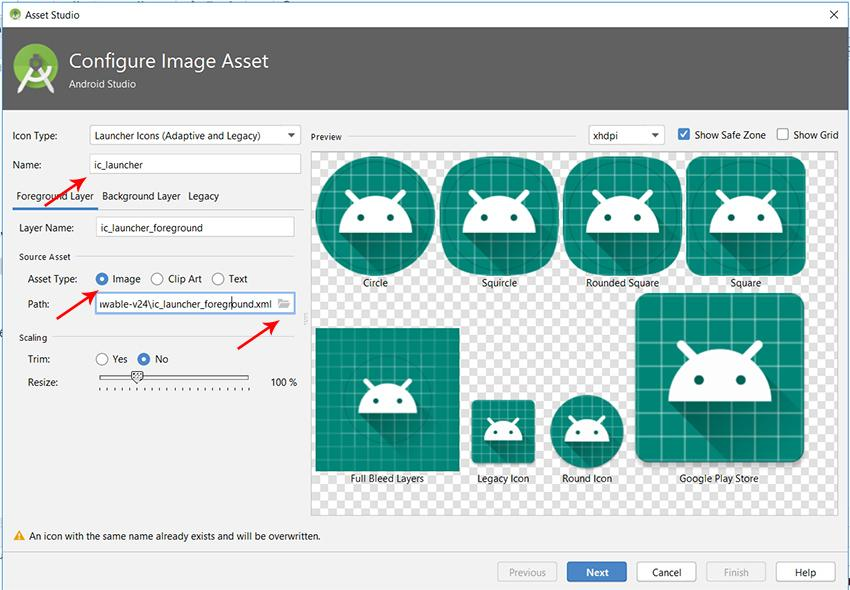 Asset Studio
Configure Image Asset
Android Studio
Icon Type: Launcher Icons (Adaptive and Legacy)
Name: ic_launcher
Foreground Layer Background Layer Legacy
Layer Name: ic_launcher_foreground
Source Asset
Asset Type: Image Clip Art Text
Path: ıwable-v24\ic_launcher_foreground.xml
Scaling
Trim: Yes No
Resize: 100 %
Preview xhdpi Show Safe Zone Show Grid
Circle Squircle Rounded Square Square
Full Bleed Layers Legacy Icon Round Icon Google Play Store
An icon with the same name already exists and will be overwritten.
Previous Next Cancel Finish Help